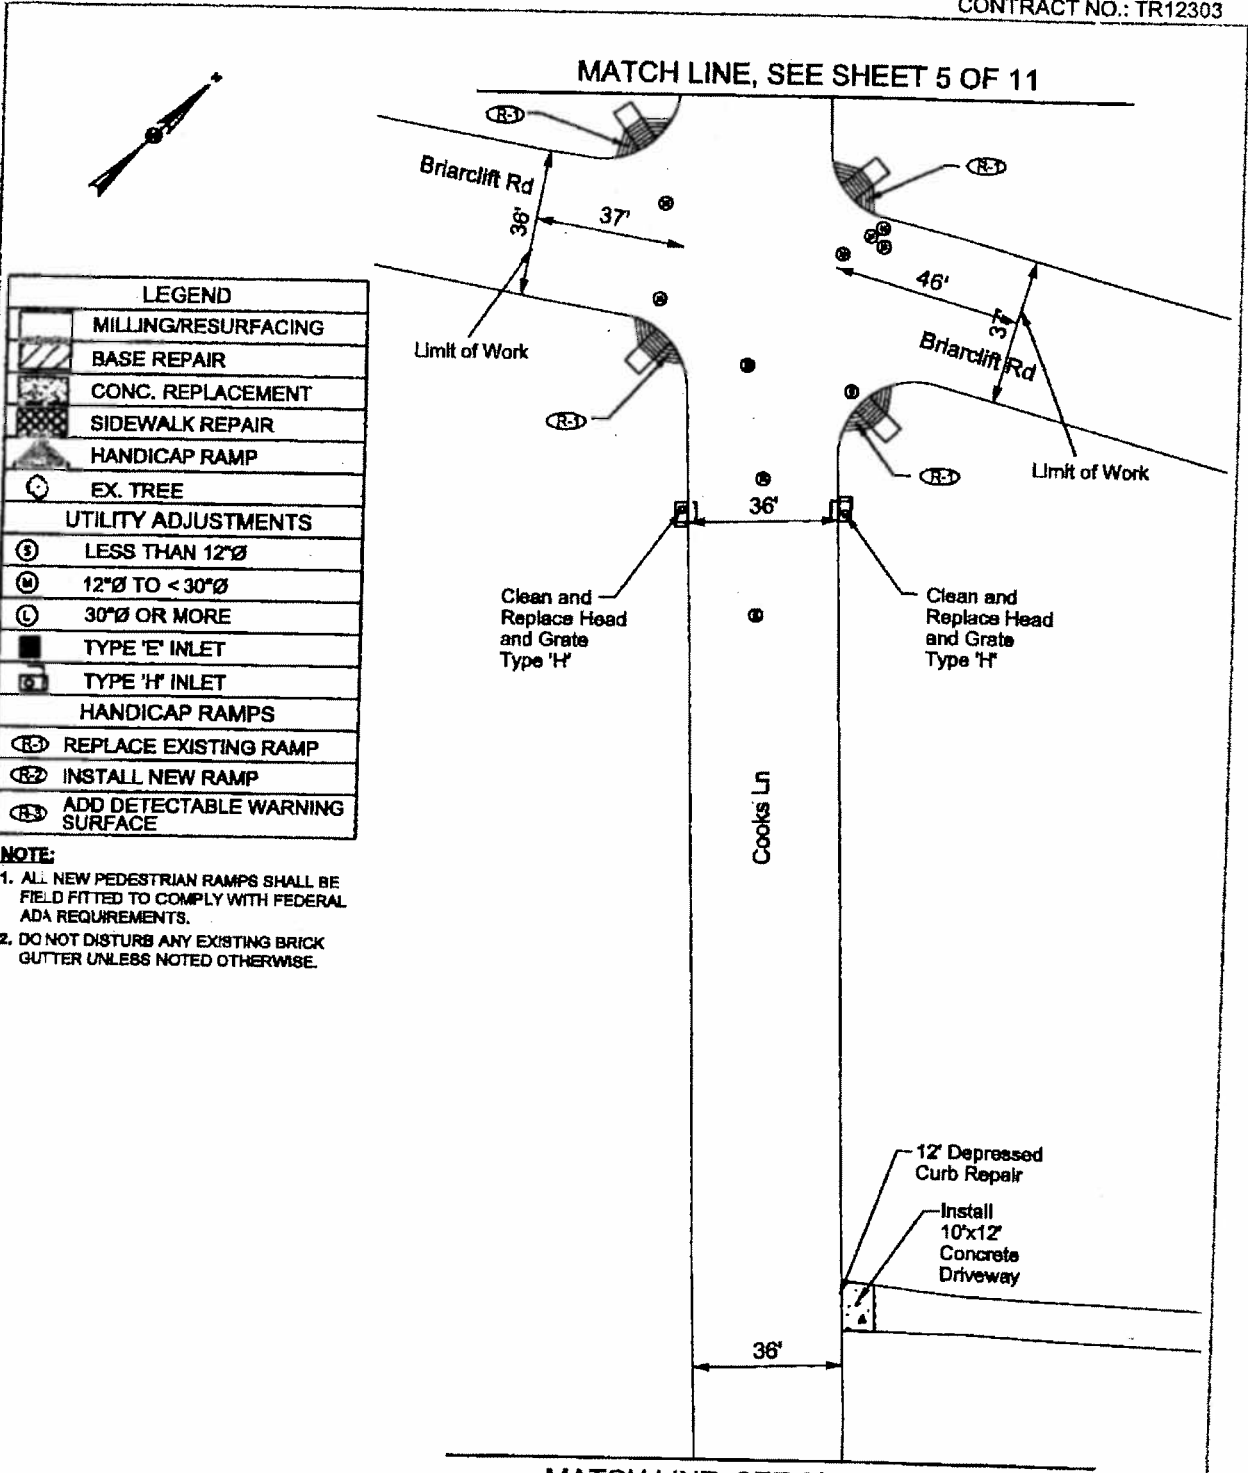 CONTRACT NO.: TR12303
MATCH LINE, SEE SHEET 5 OF 11
R-1
R-1
Briarclift Rd
36'
37'
46'
37'
Briarclift Rd
Limit of Work
R-1
R-1
Limit of Work
36'
Clean and
Replace Head
and Grate
Type 'H'
Clean and
Replace Head
and Grate
Type 'H'
Cooks Ln
12' Depressed
Curb Repair
Install
10'x12'
Concrete
Driveway
36'
LEGEND
MILLING/RESURFACING
BASE REPAIR
CONC. REPLACEMENT
SIDEWALK REPAIR
HANDICAP RAMP
EX. TREE
UTILITY ADJUSTMENTS
S LESS THAN 12"Ø
M 12"Ø TO < 30"Ø
L 30"Ø OR MORE
TYPE 'E' INLET
TYPE 'H' INLET
HANDICAP RAMPS
R-1 REPLACE EXISTING RAMP
R-2 INSTALL NEW RAMP
R-3 ADD DETECTABLE WARNING
SURFACE
NOTE:
1. ALL NEW PEDESTRIAN RAMPS SHALL BE
FIELD FITTED TO COMPLY WITH FEDERAL
ADA REQUIREMENTS.
2. DO NOT DISTURB ANY EXISTING BRICK
GUTTER UNLESS NOTED OTHERWISE.
MATCH LINE, SEE